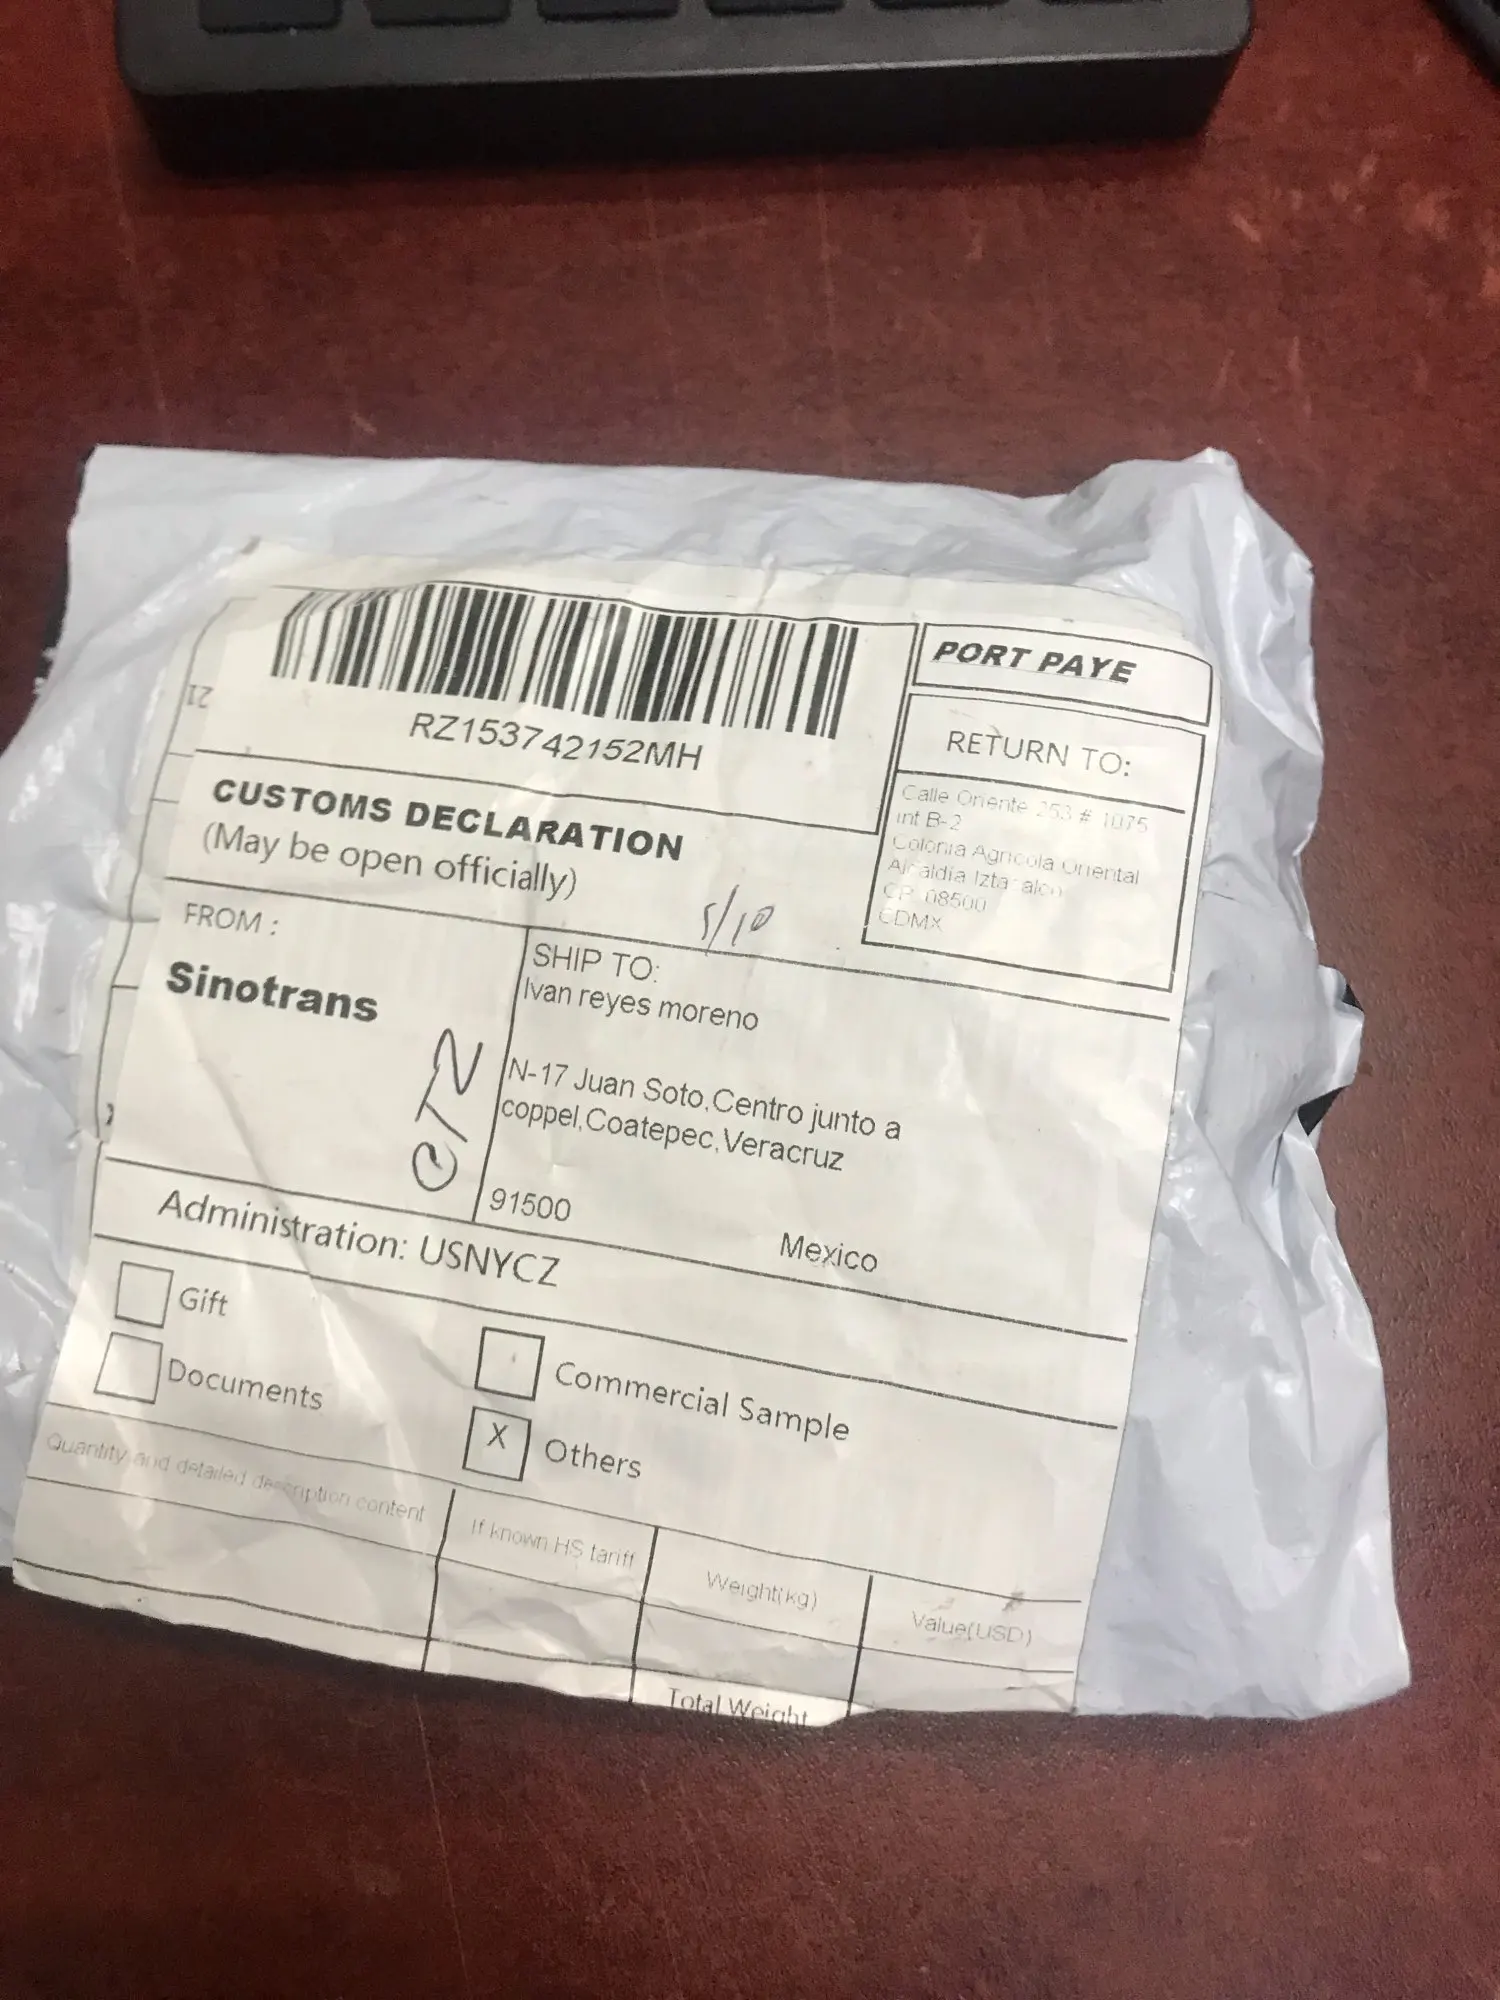 RZ153742152MH
PORT PAYE
RETURN TO:
Calle Oriente 253 # 1075
int B-2
Colonia Agricola Oriental
Alcaldia
CP 08500
CDMX
21
CUSTOMS DECLARATION
(May be open officially)
5/10
FROM :
Sinotrans
CTZ
SHIP TO:
Ivan reyes moreno
N-17 Juan Soto,Centro junto a
coppel,Coatepec,Veracruz
91500
Mexico
Administration: USNYCZ
Gift
Documents
Commercial Sample
X Others
Quantity and detailed description content
If known HS tariff
Weight(kg)
Value(USD)
Total Weight